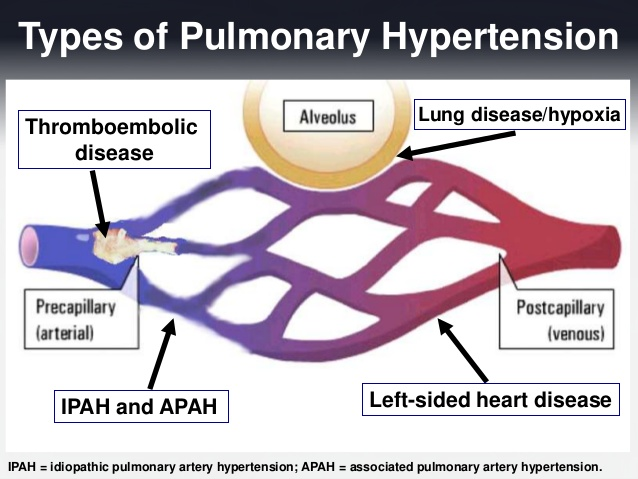 Types of Pulmonary Hypertension
Thromboembolic
disease
Alveolus
Lung disease/hypoxia
Precapillary
(arterial)
Postcapillary
(venous)
IPAH and APAH
Left-sided heart disease
IPAH = idiopathic pulmonary artery hypertension; APAH = associated pulmonary artery hypertension.